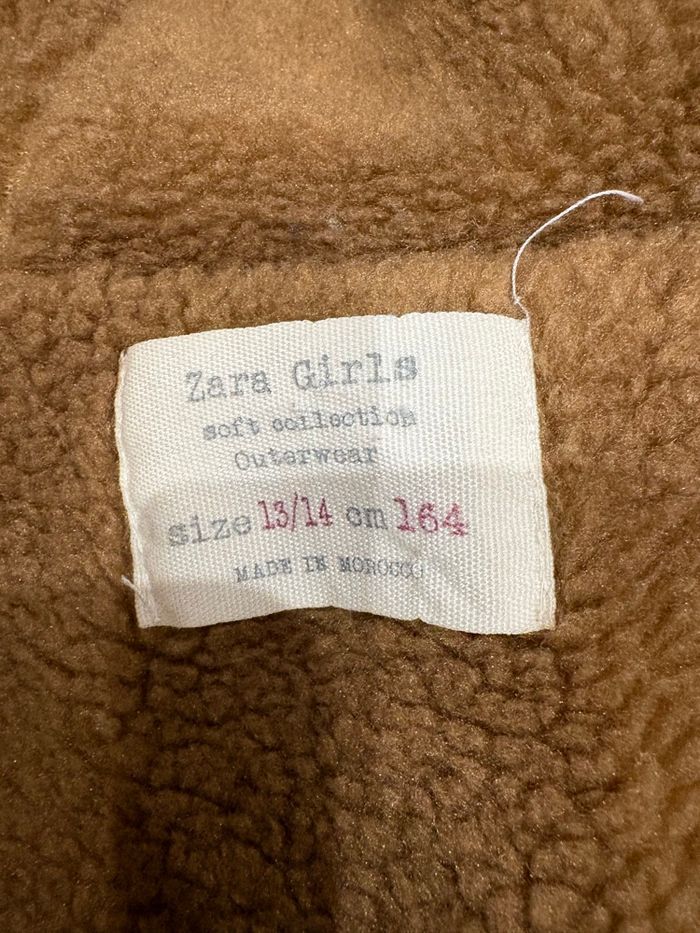 Zara Girls
soft collection
Outerwear
size 13/14 cm 164
MADE IN MOROCCO